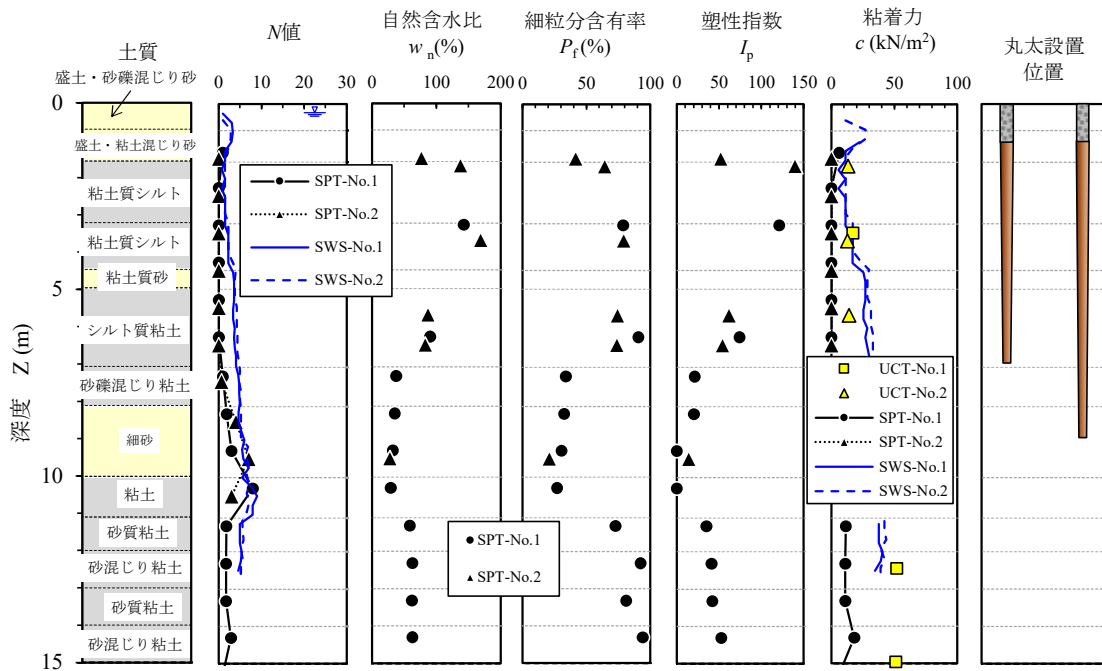 土質
N値
自然含水比
w n(%)
細粒分含有率
Pf(%)
塑性指数
Ip
粘着力
c (kN/m2)
丸太設置
位置
盛土・砂礫混じり砂
0 10 20 30
0 100 200
0 50 100
0 50 100 150
0 50 100
深度 Z (m)
0
5
10
15
盛土・粘土混じり砂
粘土質シルト
粘土質シルト
粘土質砂
シルト質粘土
砂礫混じり粘土
細砂
粘土
砂質粘土
砂混じり粘土
砂質粘土
砂混じり粘土
SPT-No.1
SPT-No.2
SWS-No.1
SWS-No.2
SPT-No.1
SPT-No.2
UCT-No.1
UCT-No.2
SPT-No.1
SPT-No.2
SWS-No.1
SWS-No.2